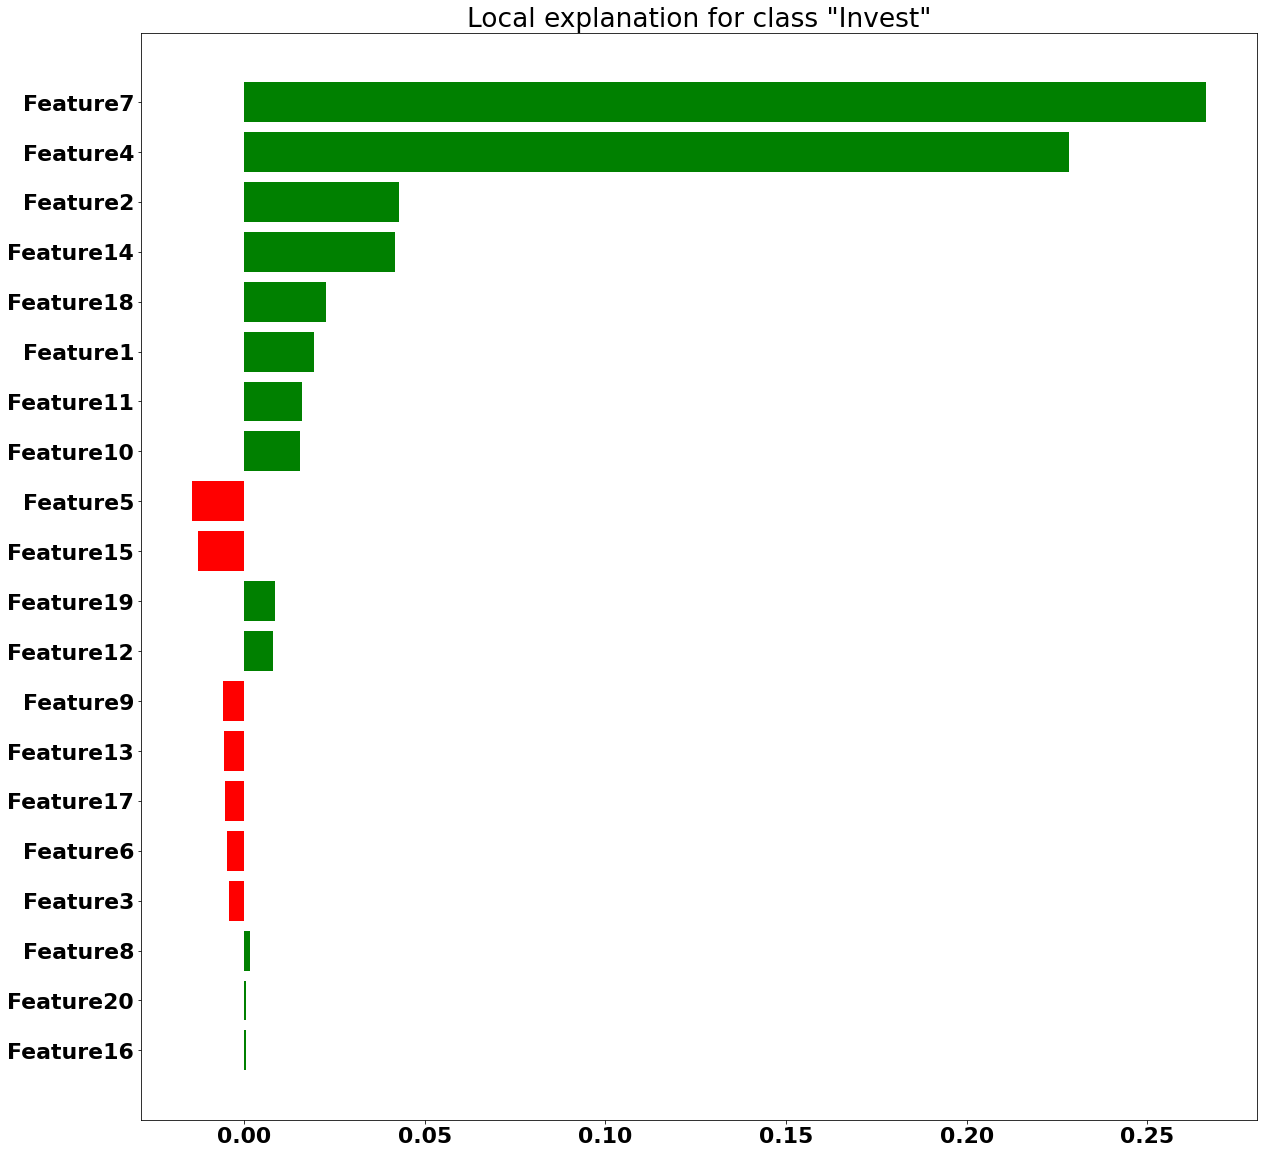 Local explanation for class "Invest"
Feature7
Feature4
Feature2
Feature14
Feature18
Feature1
Feature11
Feature10
Feature5
Feature15
Feature19
Feature12
Feature9
Feature13
Feature17
Feature6
Feature3
Feature8
Feature20
Feature16
0.00 0.05 0.10 0.15 0.20 0.25